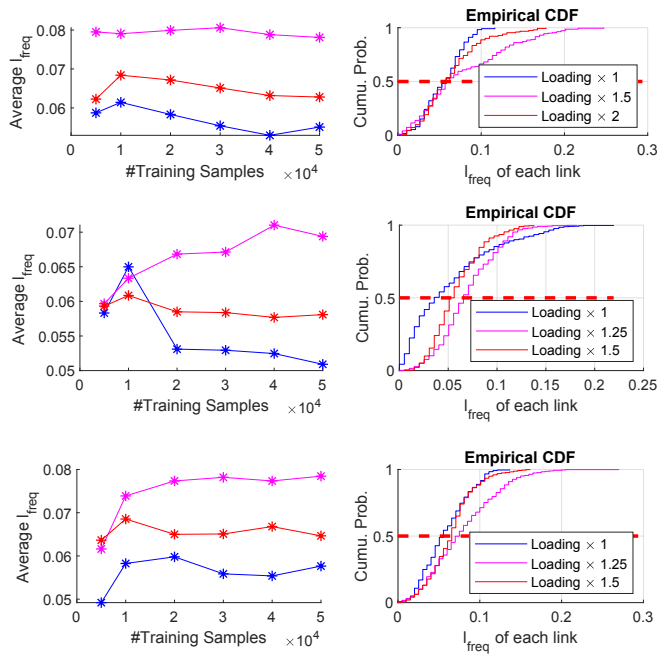 Empirical CDF
0.08
0.07
0.06
Average I_freq
0 1 2 3 4 5
#Training Samples ×10^4
1
0.5
0
Cumu. Prob.
Loading × 1
Loading × 1.5
Loading × 2
0 0.1 0.2 0.3
I_freq of each link
Empirical CDF
0.07
0.065
0.06
0.055
0.05
Average I_freq
0 1 2 3 4 5
#Training Samples ×10^4
1
0.5
0
Cumu. Prob.
Loading × 1
Loading × 1.25
Loading × 1.5
0 0.05 0.1 0.15 0.2 0.25
I_freq of each link
Empirical CDF
0.08
0.07
0.06
0.05
Average I_freq
0 1 2 3 4 5
#Training Samples ×10^4
1
0.5
0
Cumu. Prob.
Loading × 1
Loading × 1.25
Loading × 1.5
0 0.1 0.2 0.3
I_freq of each link